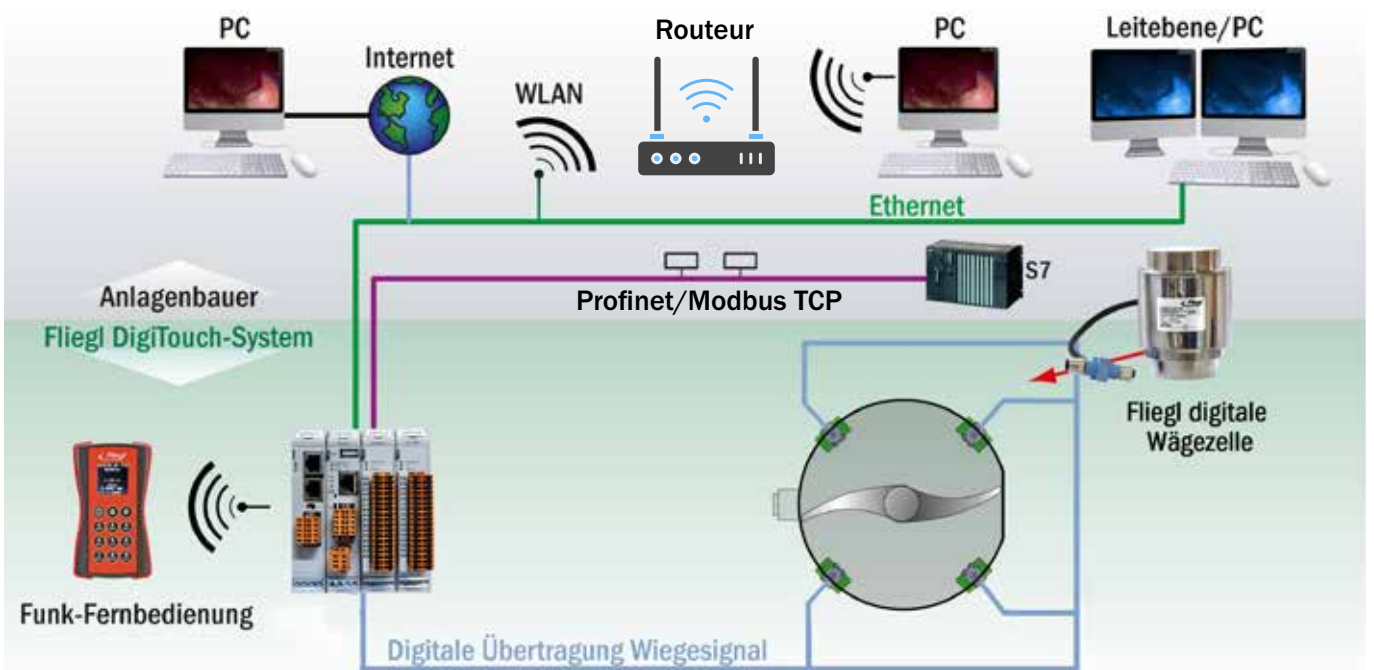 PC
Internet
WLAN
Routeur
PC
Leitebene/PC
Ethernet
S7
Profinet/Modbus TCP
Anlagenbauer
Fliegl DigiTouch-System
Fliegl digitale
Wägezelle
Funk-Fernbedienung
Digitale Übertragung Wiegesignal